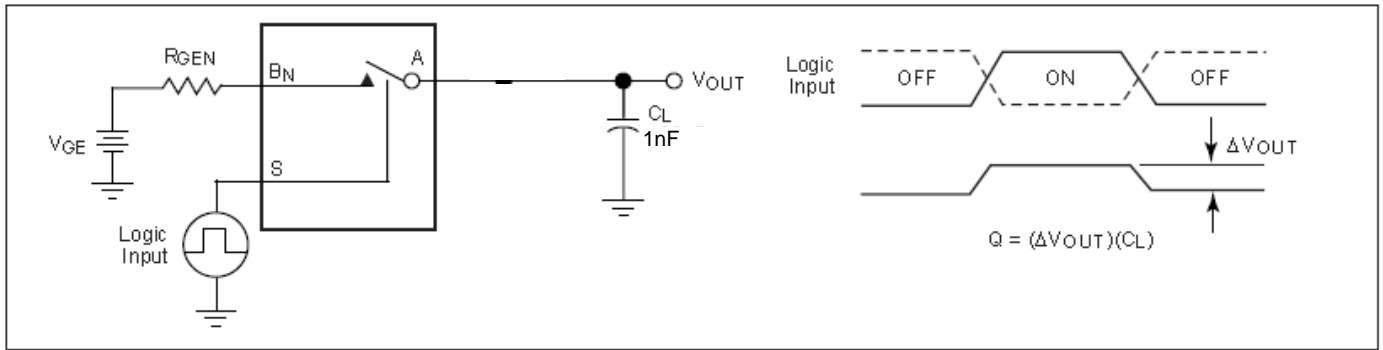 RGEN
BN
A
VOUT
CL
1nF
VGE
S
Logic
Input
Logic
Input
OFF
ON
OFF
ΔVOUT
Q = (ΔVOUT)(CL)